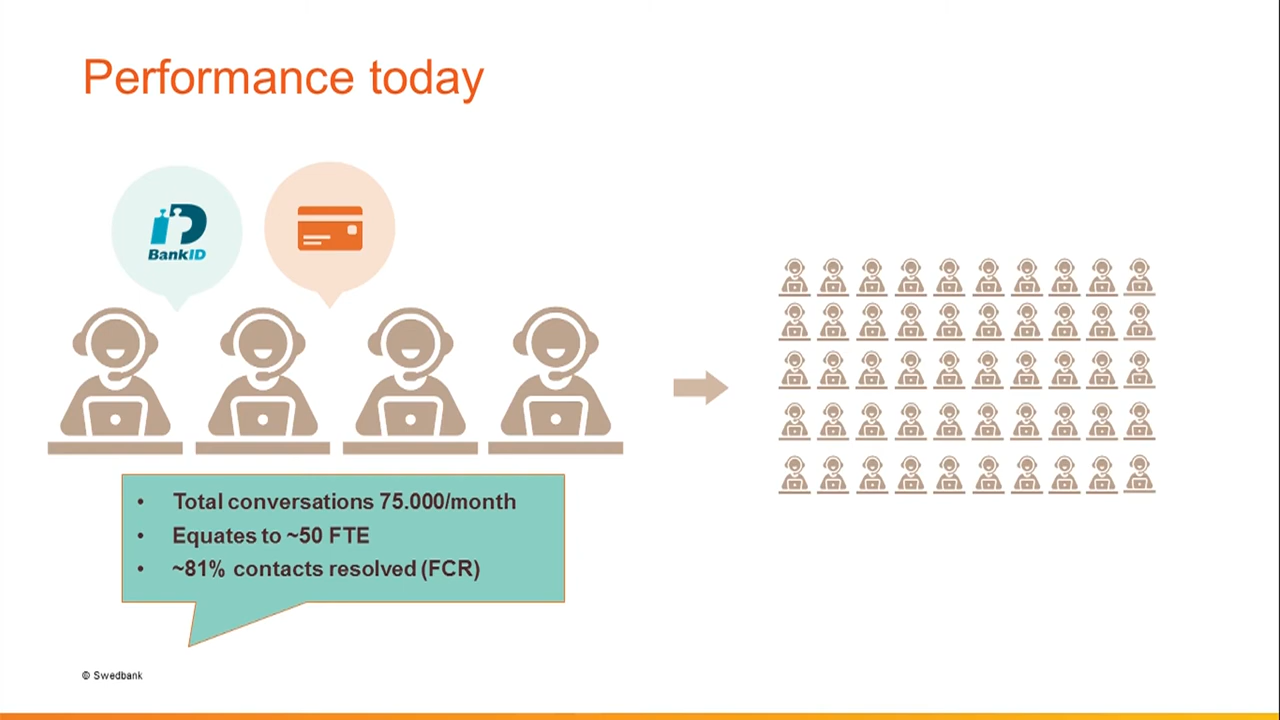 Performance today
BankID
• Total conversations 75.000/month
• Equates to ~50 FTE
• ~81% contacts resolved (FCR)
© Swedbank